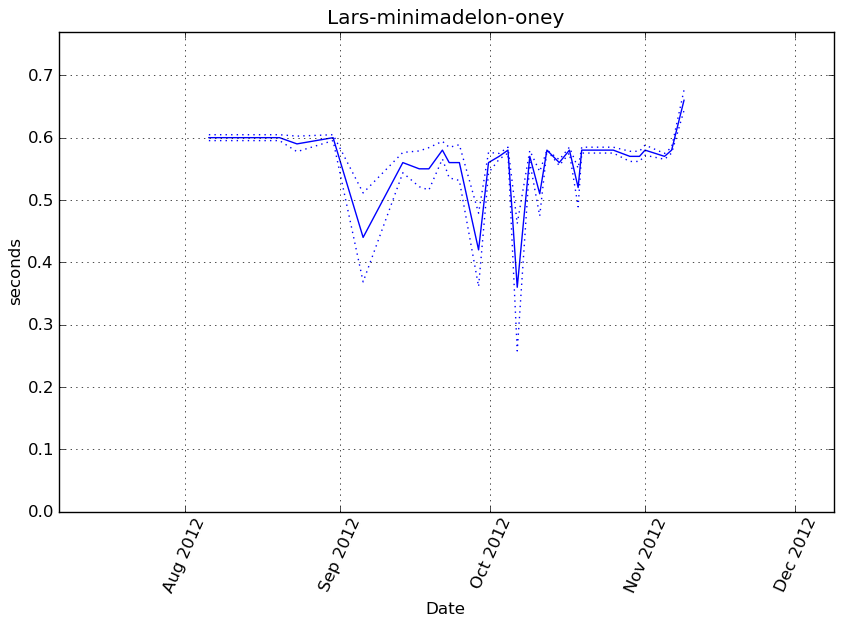 Lars-minimadelon-oney
0.7
0.6
0.5
0.4
0.3
0.2
0.1
0.0
seconds
Aug 2012
Sep 2012
Oct 2012
Nov 2012
Dec 2012
Date